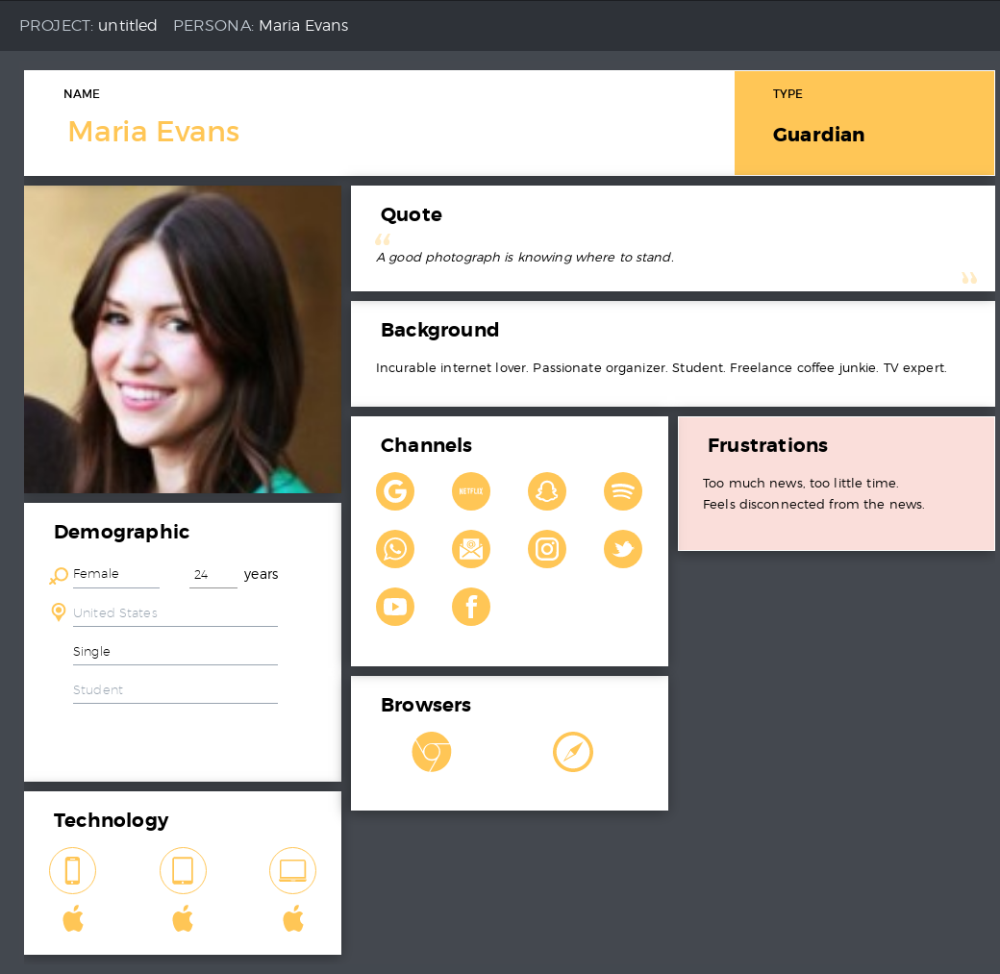 PROJECT: untitled PERSONA: Maria Evans
NAME
Maria Evans
TYPE
Guardian
Quote
“
A good photograph is knowing where to stand.
”
Background
Incurable internet lover. Passionate organizer. Student. Freelance coffee junkie. TV expert.
Demographic
Female 24 years
United States
Single
Student
Technology
Channels
NETFLIX
Browsers
Frustrations
Too much news, too little time.
Feels disconnected from the news.